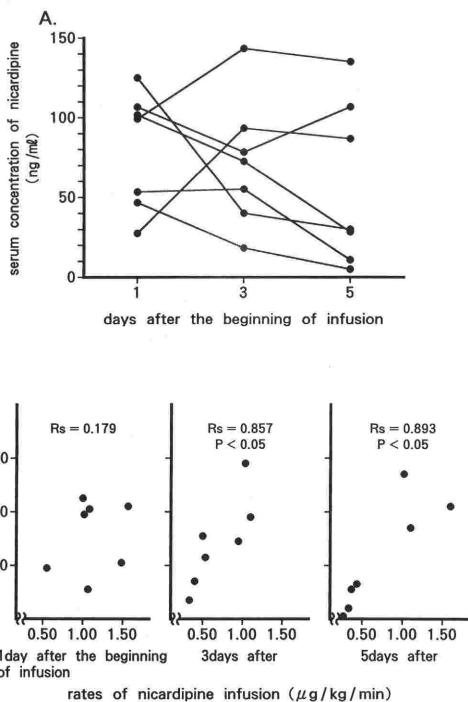 A.
serum concentration of nicardipine
(ng/mℓ)
150
100
50
0
1 3 5
days after the beginning of infusion
Rs = 0.179
Rs = 0.857
P < 0.05
Rs = 0.893
P < 0.05
0
0
0
0.50 1.00 1.50 0.50 1.00 1.50 0.50 1.00 1.50
1day after the beginning
of infusion
3days after
5days after
rates of nicardipine infusion (μg/kg/min)